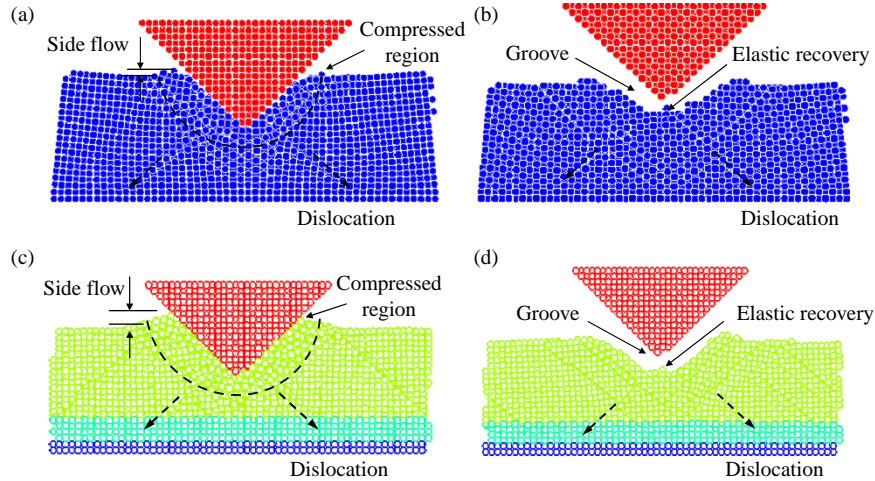 (a)
Side flow
Compressed
region
Dislocation
(b)
Groove
Elastic recovery
Dislocation
(c)
Side flow
Compressed
region
Dislocation
(d)
Groove
Elastic recovery
Dislocation